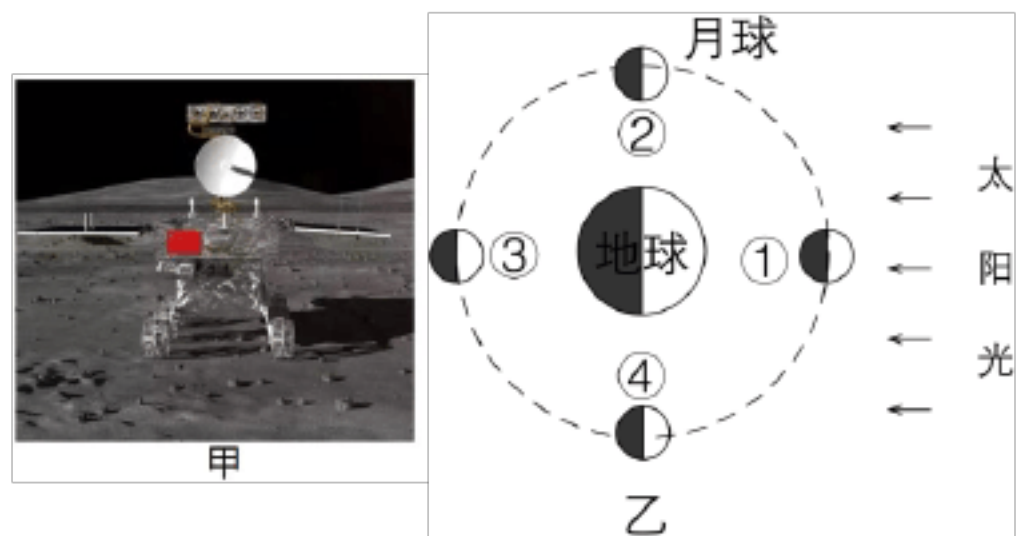 甲
月球
②
地球
③
①
④
太
阳
光
乙